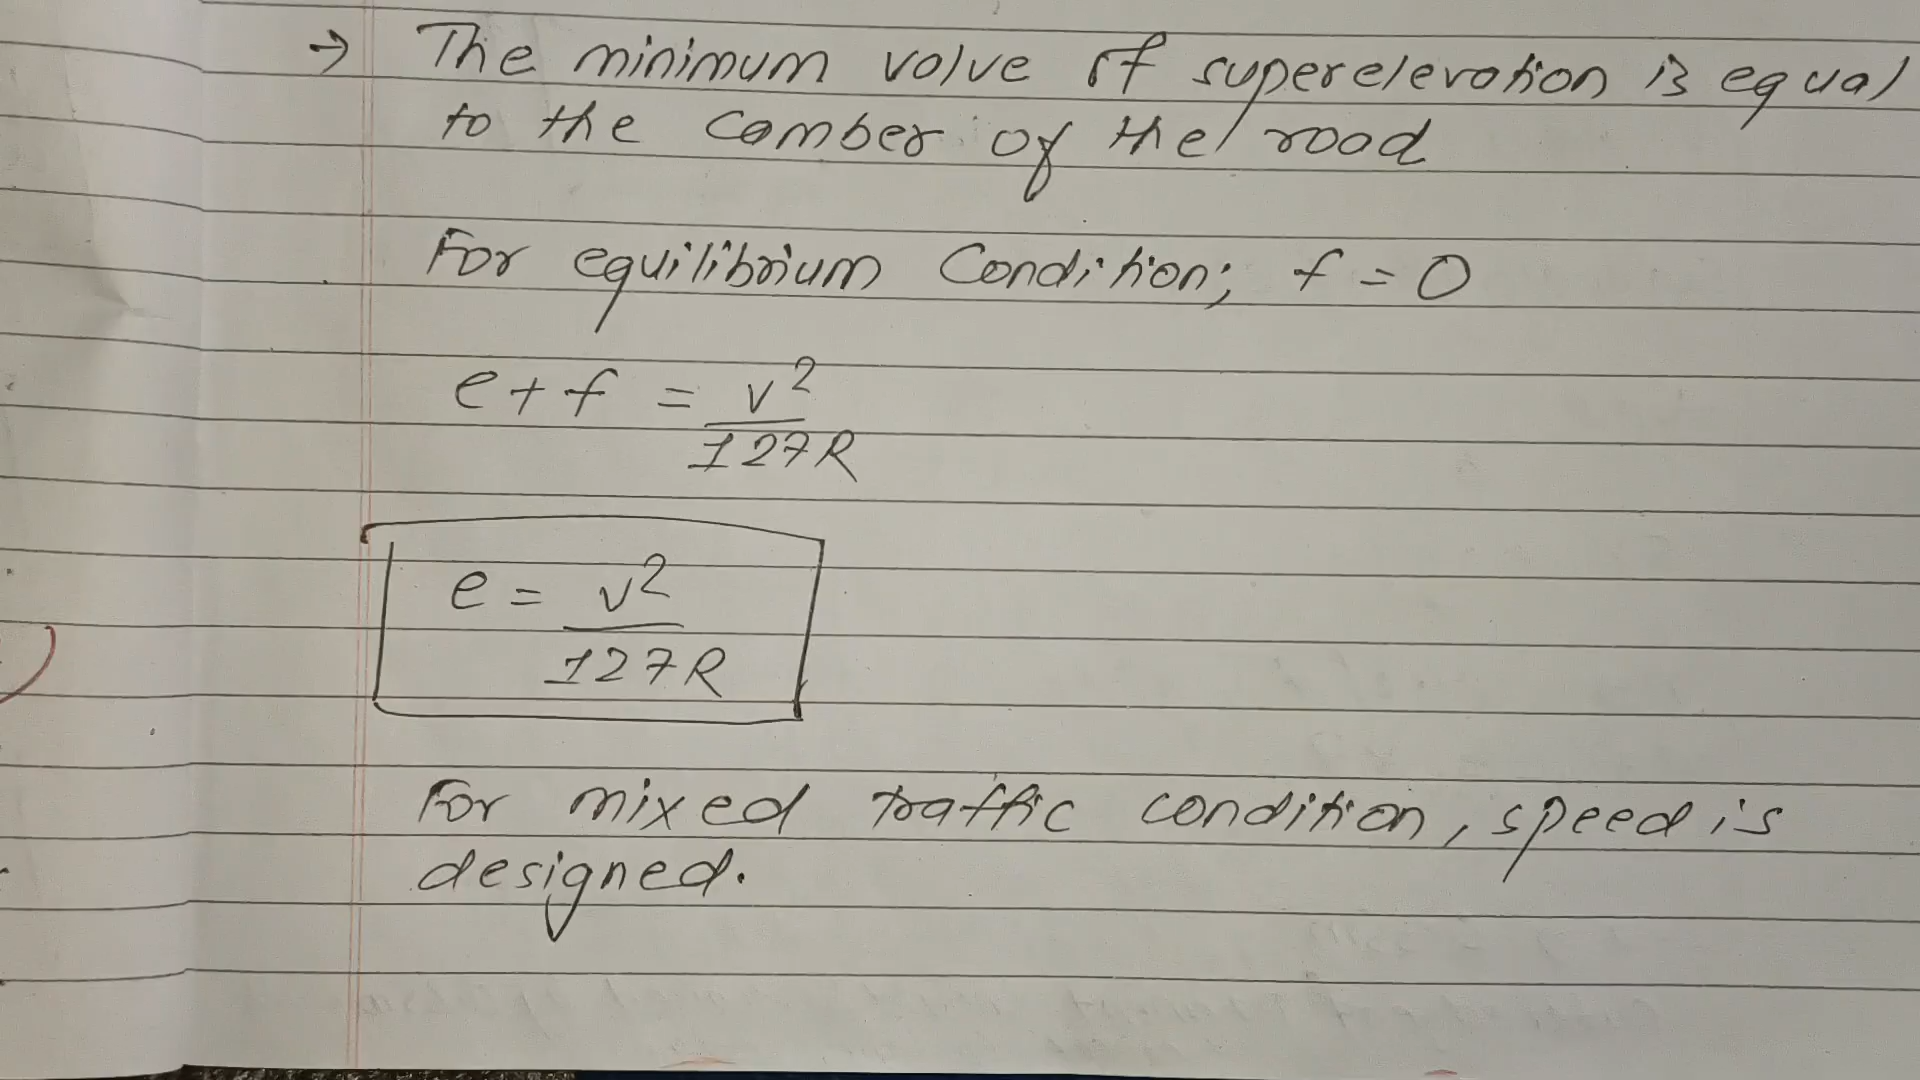 → The minimum value of superelevation is equal
to the camber of the road
For equilibrium condition; f = 0
e + f = v²
127R
e = v²
127R
For mixed traffic condition, speed is
designed.